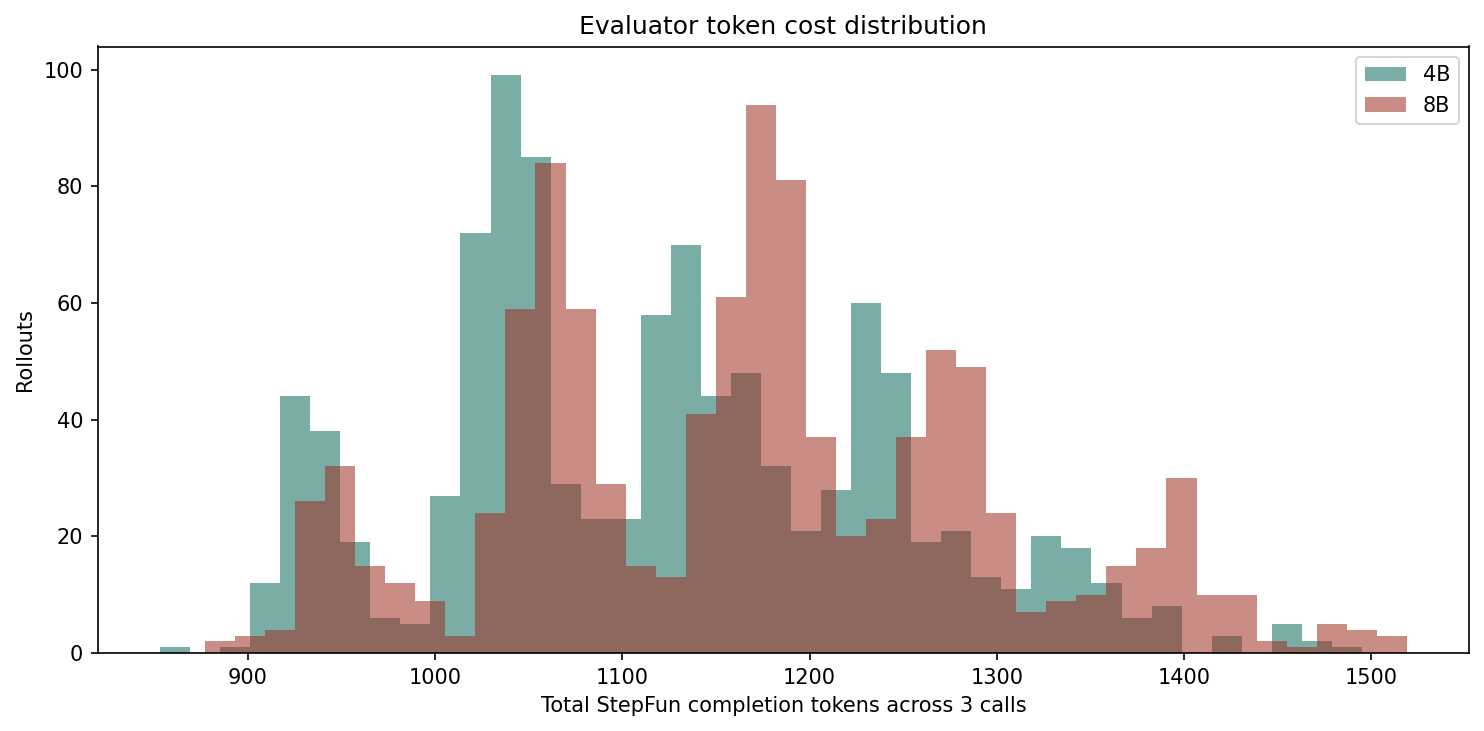 Evaluator token cost distribution
4B
8B
100
80
60
40
20
0
Rollouts
900 1000 1100 1200 1300 1400 1500
Total StepFun completion tokens across 3 calls